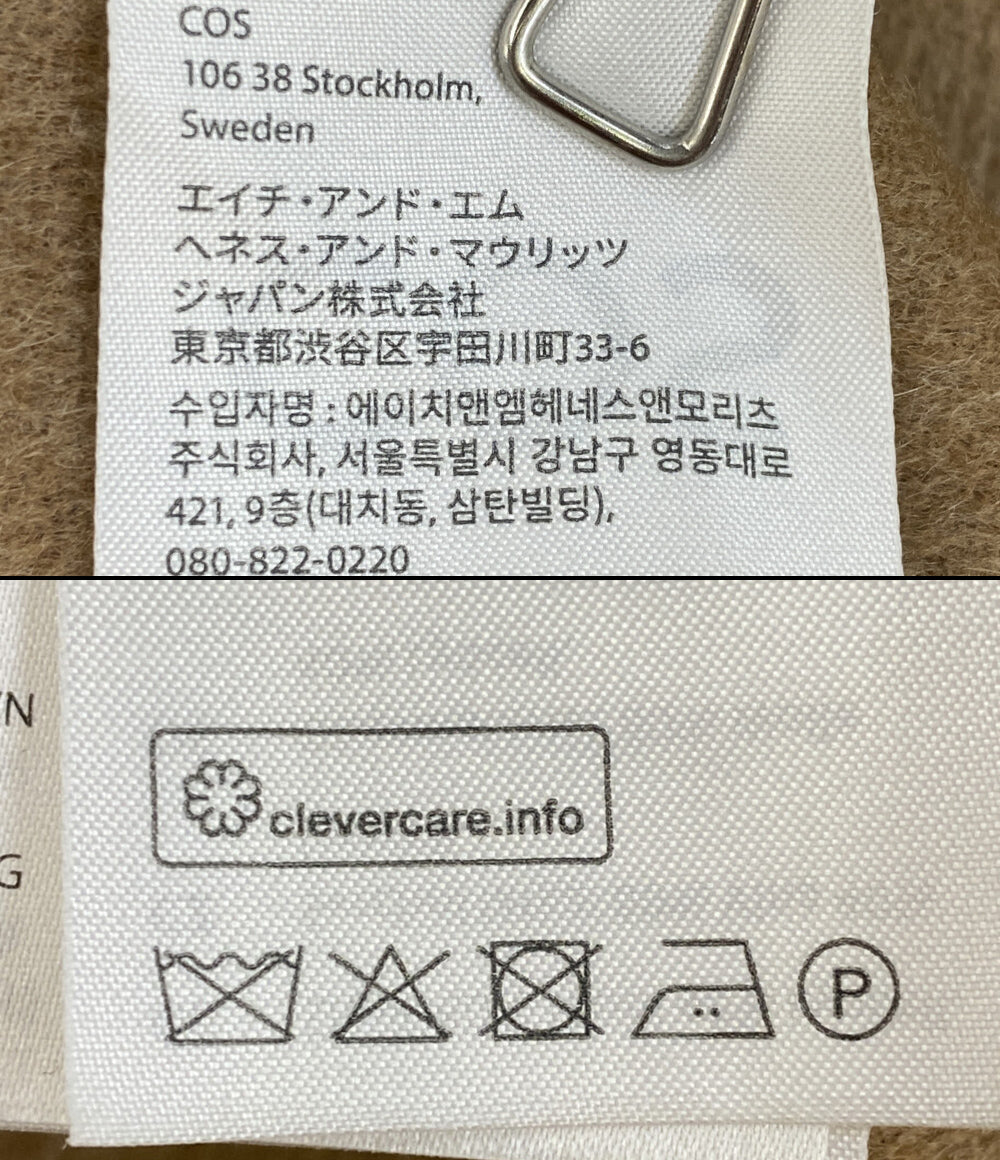 COS
106 38 Stockholm,
Sweden
エイチ・アンド・エム
ヘネス・アンド・マウリッツ
ジャパン株式会社
東京都渋谷区宇田川町33-6
수입자명 : 에이치앤엠헤네스앤모리츠
주식회사, 서울특별시 강남구 영동대로
421, 9층(대치동, 삼탄빌딩),
080-822-0220
N
G
clevercare.info
P